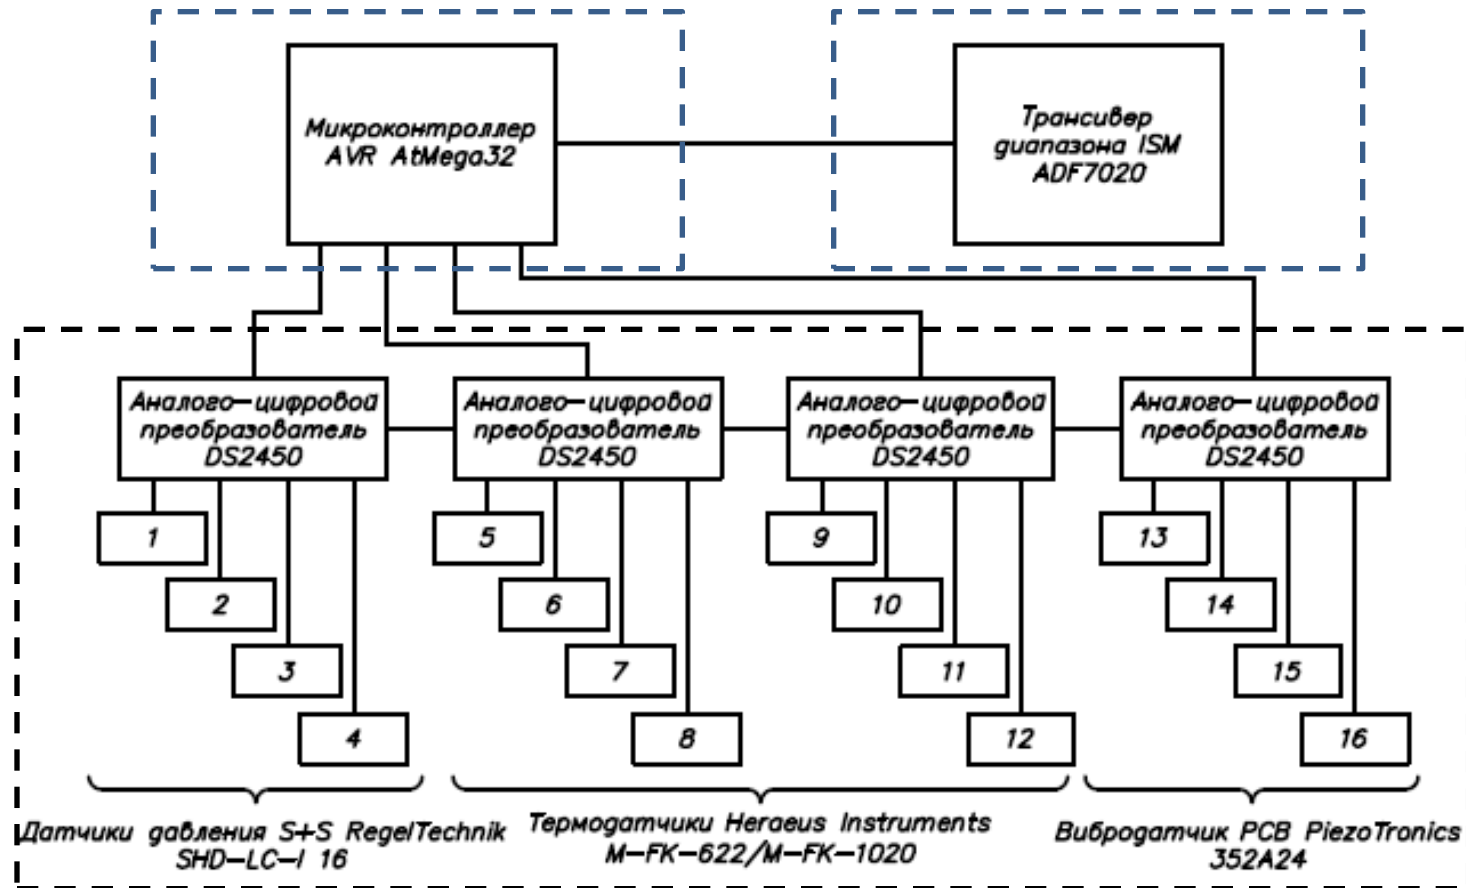 Микроконтроллер
AVR AtMega32
Трансивер
диапазона ISM
ADF7020
Аналого-цифровой
преобразователь
DS2450
Аналого-цифровой
преобразователь
DS2450
Аналого-цифровой
преобразователь
DS2450
Аналого-цифровой
преобразователь
DS2450
1
2
3
4
5
6
7
8
9
10
11
12
13
14
15
16
Датчики давления S+S RegelTechnik
SHD-LC-I 16
Термодатчики Heraeus Instruments
M-FK-622/M-FK-1020
Вибродатчик PCB PiezoTronics
352A24